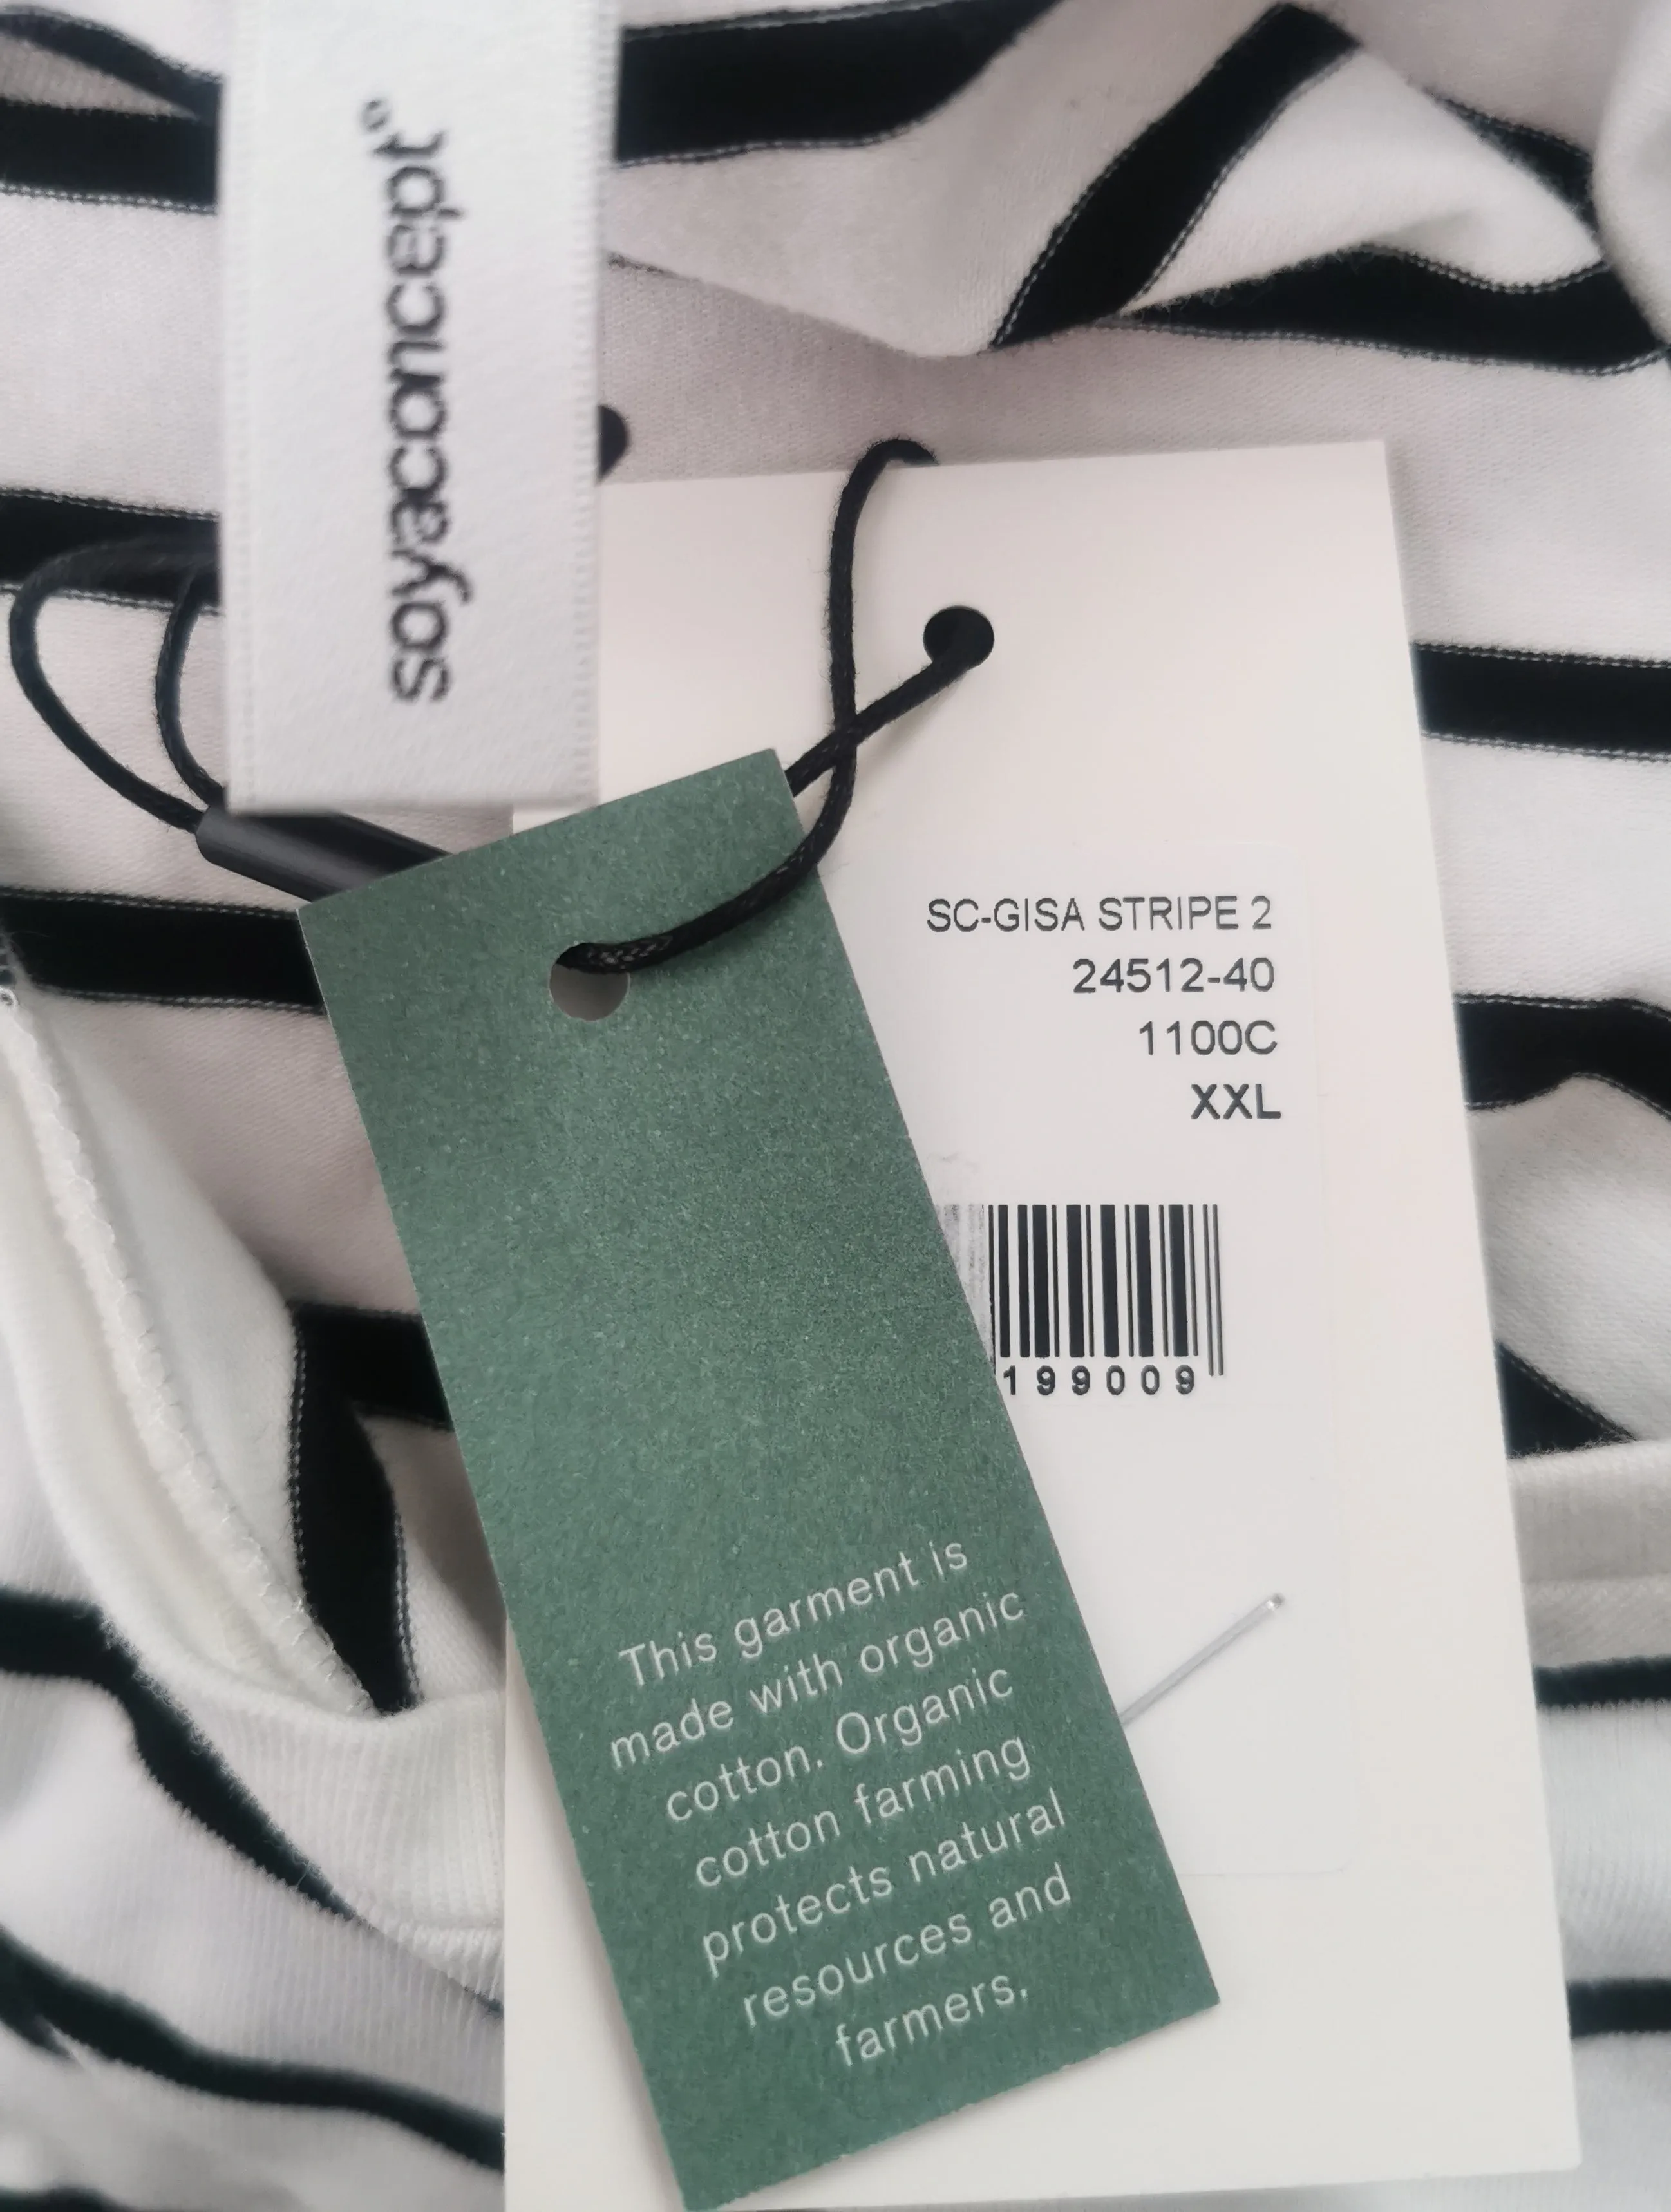 soyaconcept®
SC-GISA STRIPE 2
24512-40
1100C
XXL
199009
This garment is
made with organic
cotton. Organic
cotton farming
protects natural
resources and
farmers.